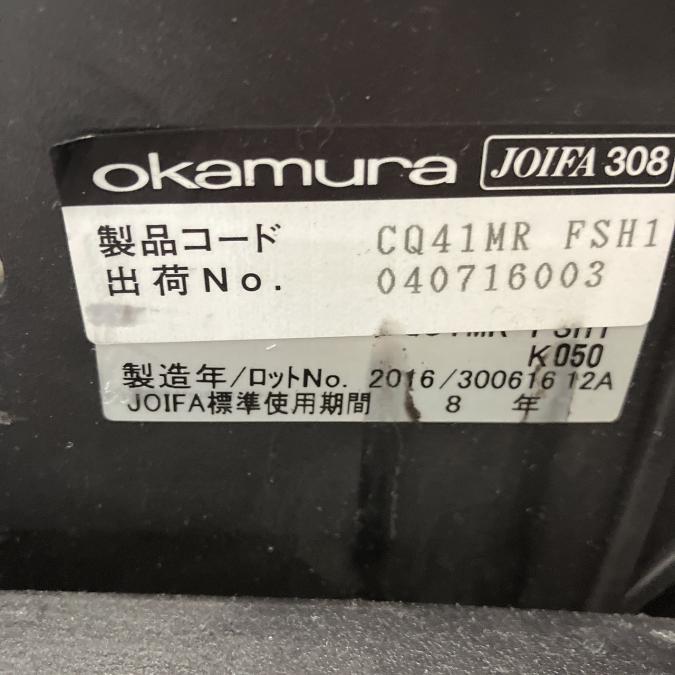 okamura JOIFA 308
製品コード CQ41MR FSH1
出荷No. 040716003
K050
製造年/ロットNo. 2016/300616 12A
JOIFA標準使用期間 8 年